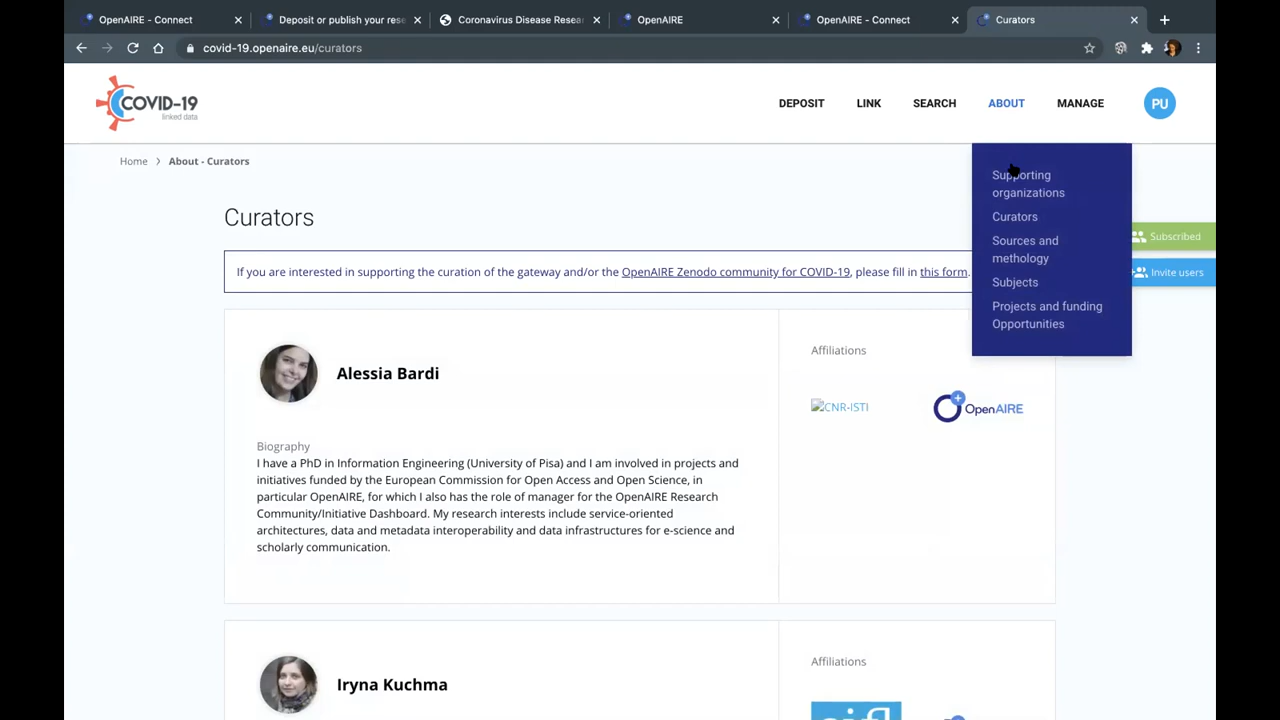 OpenAIRE - Connect
Deposit or publish your rese
Coronavirus Disease Resear
OpenAIRE
OpenAIRE - Connect
Curators
covid-19.openaire.eu/curators
COVID-19
linked data
DEPOSIT
LINK
SEARCH
ABOUT
MANAGE
PU
Home
About - Curators
Supporting
organizations
Curators
Sources and
methology
Subjects
Projects and funding
Opportunities
Subscribed
Invite users
Curators
If you are interested in supporting the curation of the gateway and/or the OpenAIRE Zenodo community for COVID-19, please fill in this form.
Alessia Bardi
Affiliations
CNR-ISTI
OpenAIRE
Biography
I have a PhD in Information Engineering (University of Pisa) and I am involved in projects and
initiatives funded by the European Commission for Open Access and Open Science, in
particular OpenAIRE, for which I also has the role of manager for the OpenAIRE Research
Community/Initiative Dashboard. My research interests include service-oriented
architectures, data and metadata interoperability and data infrastructures for e-science and
scholarly communication.
Iryna Kuchma
Affiliations